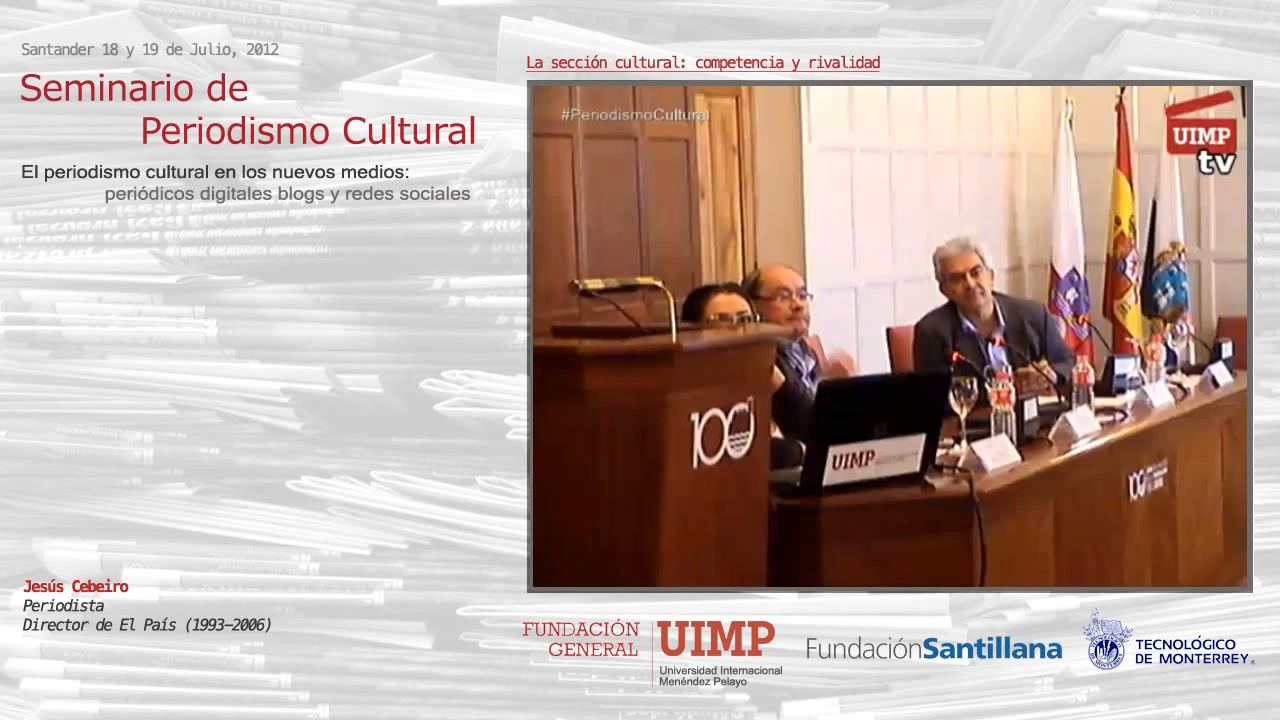 Santander 18 y 19 de Julio, 2012
Seminario de
Periodismo Cultural
El periodismo cultural en los nuevos medios:
periódicos digitales blogs y redes sociales
La sección cultural: competencia y rivalidad
#PeriodismoCultural
UIMP
tv
100
UIMP
100
Jesús Cebeiro
Periodista
Director de El País (1993–2006)
FUNDACIÓN
GENERAL
UIMP
Universidad Internacional
Menéndez Pelayo
FundaciónSantillana
TECNOLÓGICO
DE MONTERREY®